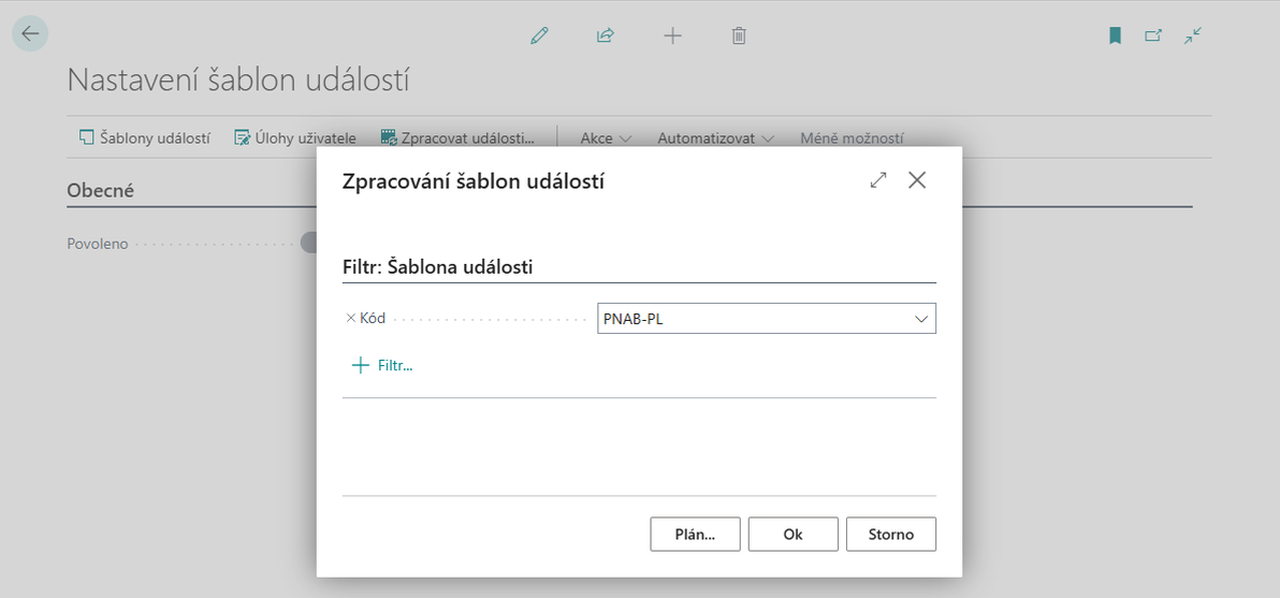 Nastavení šablon událostí
Šablony událostí Úlohy uživatele Zpracovat události... Akce Automatizovat Méně možností
Obecné
Povoleno
Zpracování šablon událostí
Filtr: Šablona události
Kód PNAB-PL
Filtr...
Plán... Ok Storno